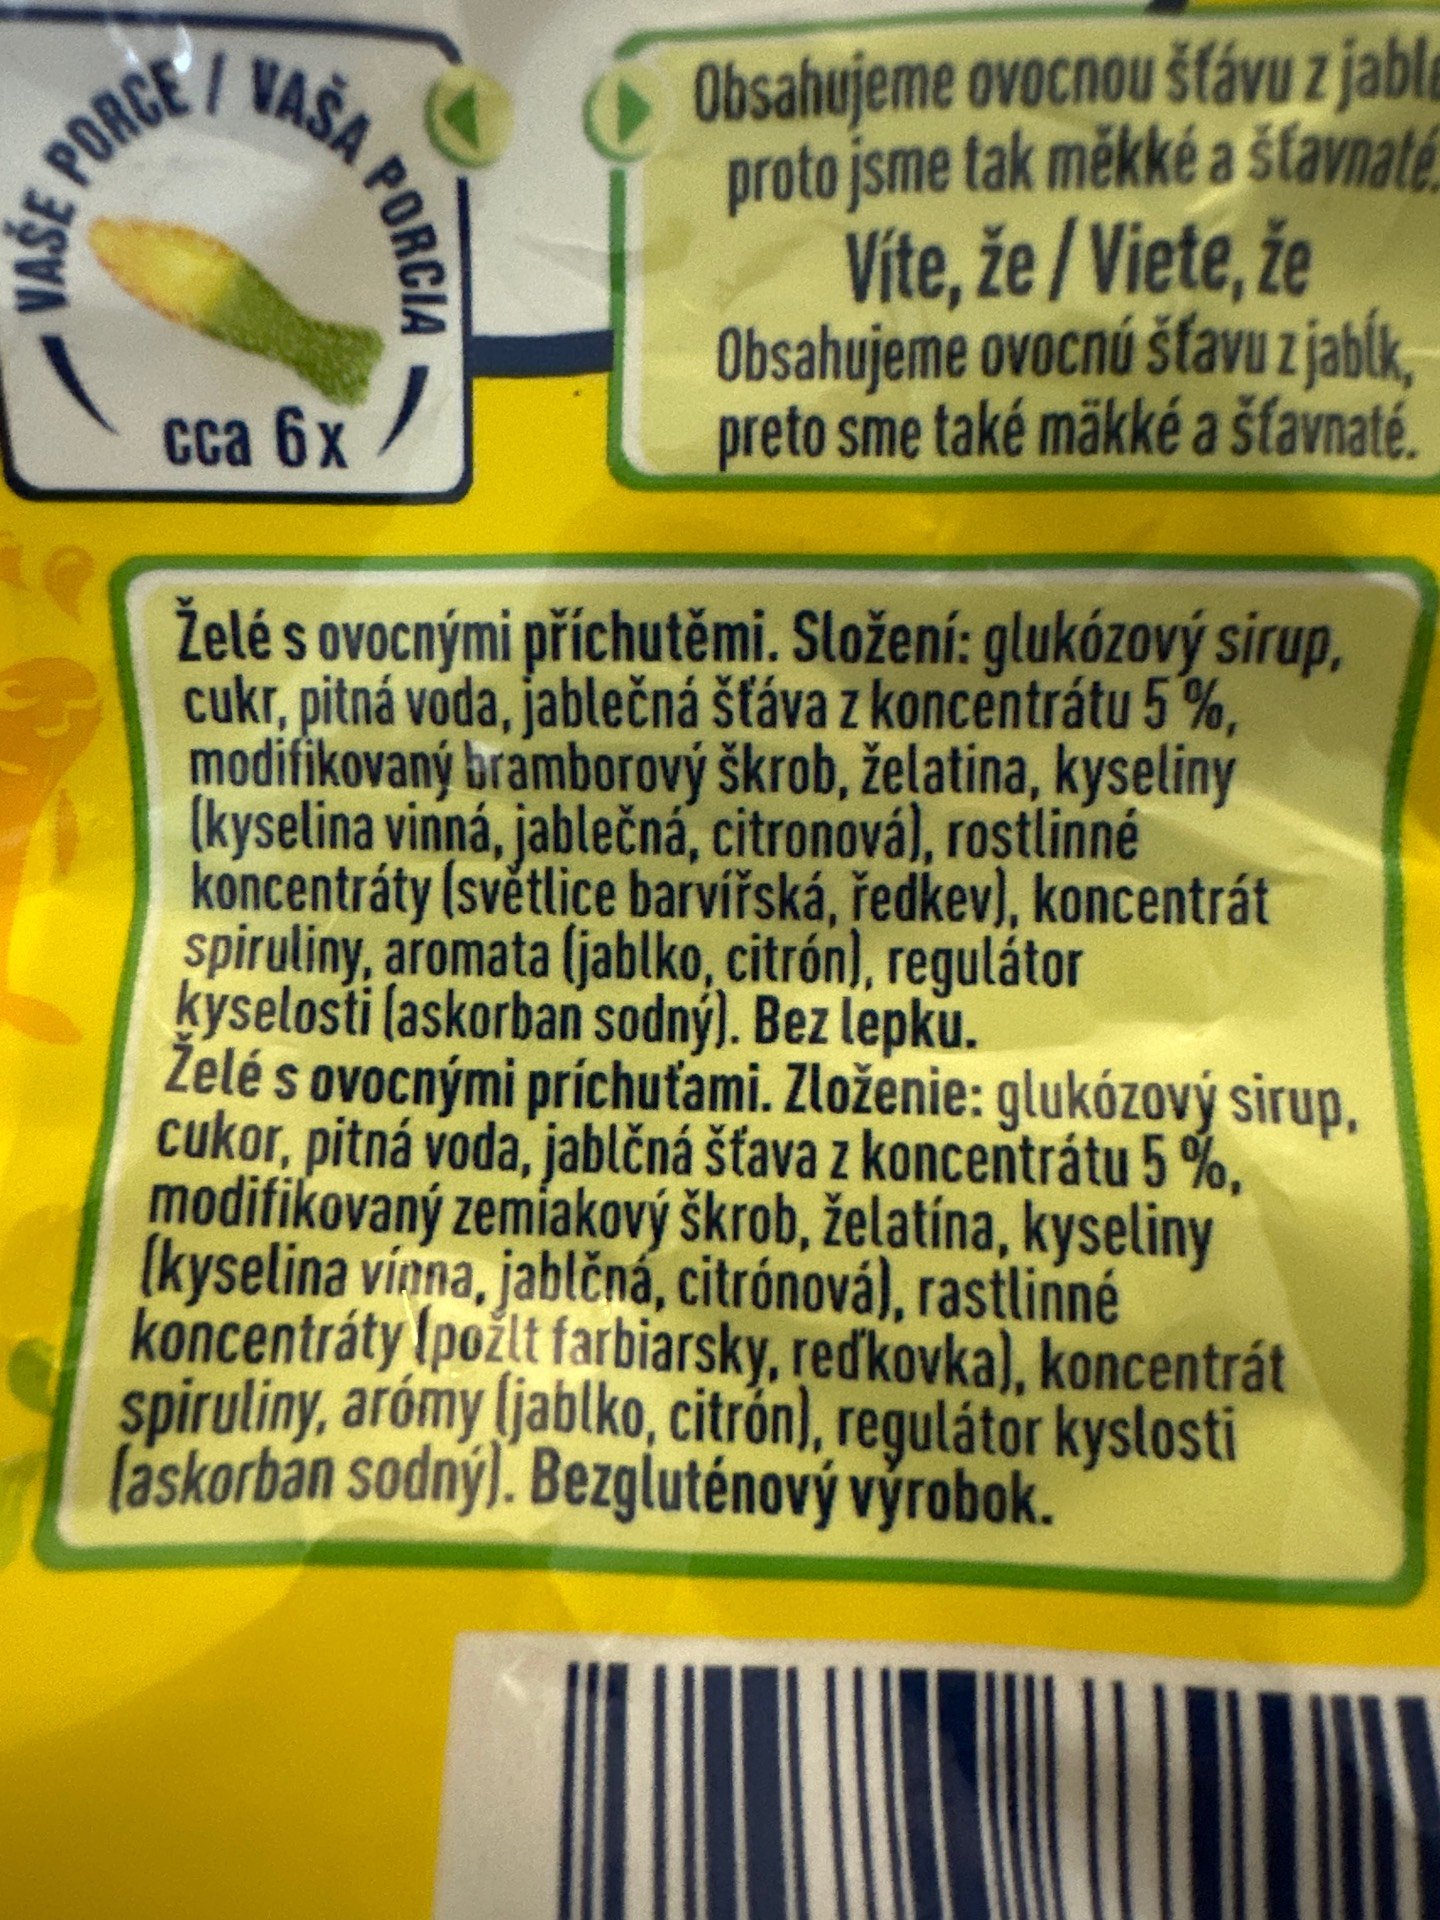 VAŠE PORCE / VAŠA PORCIA
cca 6x
Obsahujeme ovocnou šťávu z
proto jsme tak měkké a šťavnaté.
Víte, že / Viete, že
Obsahujeme ovocnú šťavu z jabĺk,
preto sme také mäkké a šťavnaté.
Želé s ovocnými příchutěmi. Složení: glukózový sirup,
cukr, pitná voda, jablečná šťáva z koncentrátu 5 %,
modifikovaný bramborový škrob, želatina, kyseliny
(kyselina vinná, jablečná, citronová), rostlinné
koncentráty (světlice barvířská, ředkev), koncentrát
spiruliny, aromata (jablko, citrón), regulátor
kyselosti (askorban sodný). Bez lepku.
Želé s ovocnými príchuťami. Zloženie: glukózový sirup,
cukor, pitná voda, jablčná šťava z koncentrátu 5 %,
modifikovaný zemiakový škrob, želatína, kyseliny
(kyselina vínna, jablčná, citrónová), rastlinné
koncentráty (požlt farbiarsky, reďkovka), koncentrát
spiruliny, arómy (jablko, citrón), regulátor kyslosti
(askorban sodný). Bezgluténový výrobok.